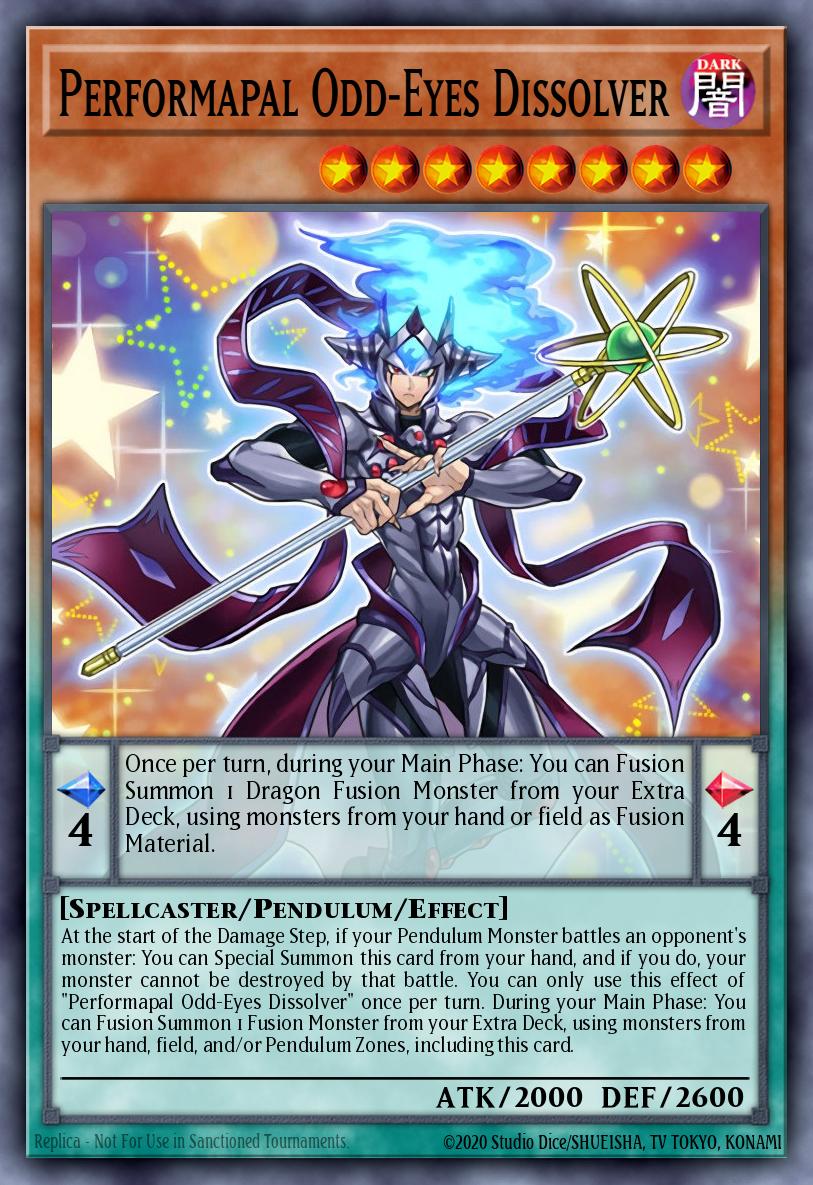 Performapal Odd-Eyes Dissolver
DARK
闇
Once per turn, during your Main Phase: You can Fusion
Summon 1 Dragon Fusion Monster from your Extra
Deck, using monsters from your hand or field as Fusion
Material.
4
4
[Spellcaster/Pendulum/Effect]
At the start of the Damage Step, if your Pendulum Monster battles an opponent's
monster: You can Special Summon this card from your hand, and if you do, your
monster cannot be destroyed by that battle. You can only use this effect of
"Performapal Odd-Eyes Dissolver" once per turn. During your Main Phase: You
can Fusion Summon 1 Fusion Monster from your Extra Deck, using monsters from
your hand, field, and/or Pendulum Zones, including this card.
ATK/2000 DEF/2600
Replica - Not For Use in Sanctioned Tournaments.
©2020 Studio Dice/SHUEISHA, TV TOKYO, KONAMI